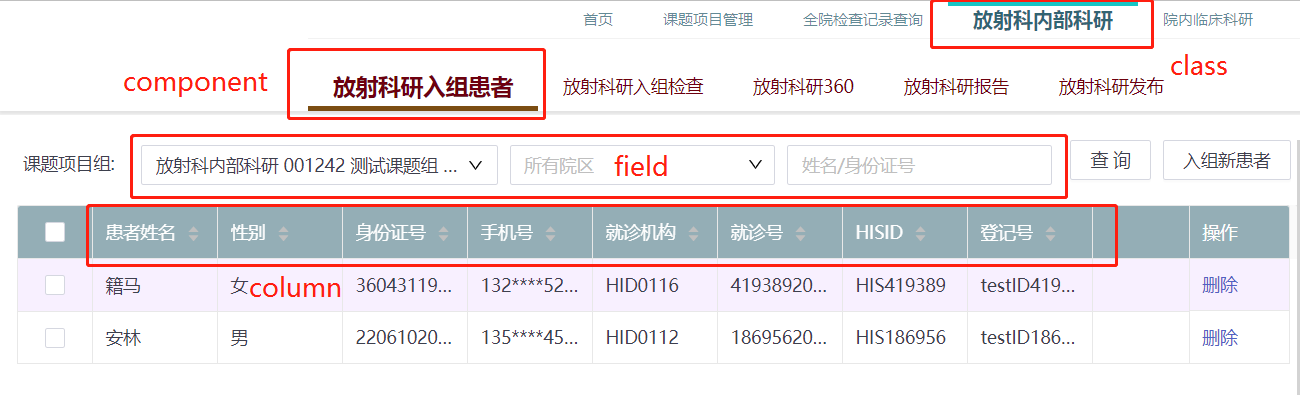 首页 课题项目管理 全院检查记录查询 放射科内部科研 院内临床科研
component 放射科研入组患者 放射科研入组检查 放射科研360 放射科研报告 放射科研发布 class
课题项目组: 放射科内部科研 001242 测试课题组 ... 所有院区 field 姓名/身份证号 查 询 入组新患者
患者姓名 性别 身份证号 手机号 就诊机构 就诊号 HISID 登记号 操作
籍马 女 36043119... 132****52... HID0116 41938920... HIS419389 testID419... 删除
column
安林 男 22061020... 135****45... HID0112 18695620... HIS186956 testID186... 删除